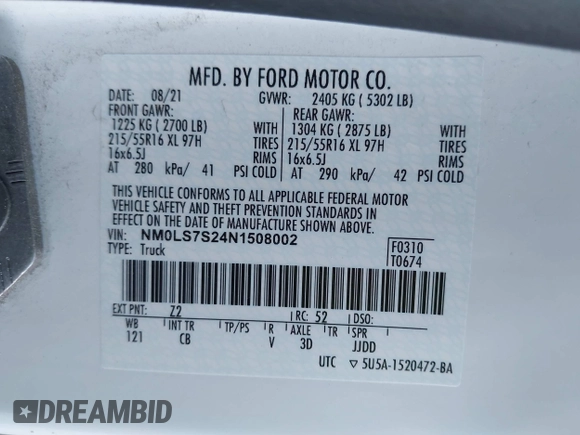 MFD. BY FORD MOTOR CO.
DATE: 08/21 GVWR: 2405 KG ( 5302 LB)
FRONT GAWR: REAR GAWR:
1225 KG ( 2700 LB) WITH 1304 KG ( 2875 LB) WITH
215/55R16 XL 97H TIRES 215/55R16 XL 97H TIRES
16x6.5J RIMS 16x6.5J RIMS
AT 280 kPa/ 41 PSI COLD AT 290 kPa/ 42 PSI COLD
THIS VEHICLE CONFORMS TO ALL APPLICABLE FEDERAL MOTOR
VEHICLE SAFETY AND THEFT PREVENTION STANDARDS IN
EFFECT ON THE DATE OF MANUFACTURE SHOWN ABOVE.
VIN: NM0LS7S24N1508002 F0310
TYPE: Truck T0674
EXT PNT: Z2 RC: 52 DSO:
WB INT TR TP/PS R AXLE TR SPR
121 CB V 3D JJDD
UTC ▽ 5U5A-1520472-BA
DREAMBID